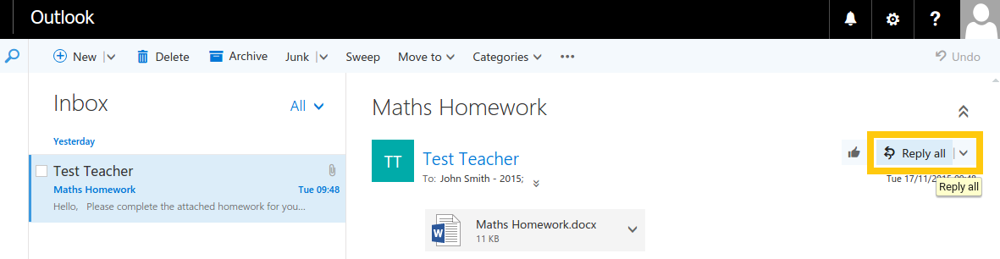 Outlook
?
New Delete Archive Junk Sweep Move to Categories ••• Undo
Inbox
All
Yesterday
Test Teacher
Maths Homework Tue 09:48
Hello, Please complete the attached homework for you...
Maths Homework
TT
Test Teacher
To: John Smith - 2015;
Reply all
Tue 17/11/2015 09:48
Reply all
Maths Homework.docx
11 KB